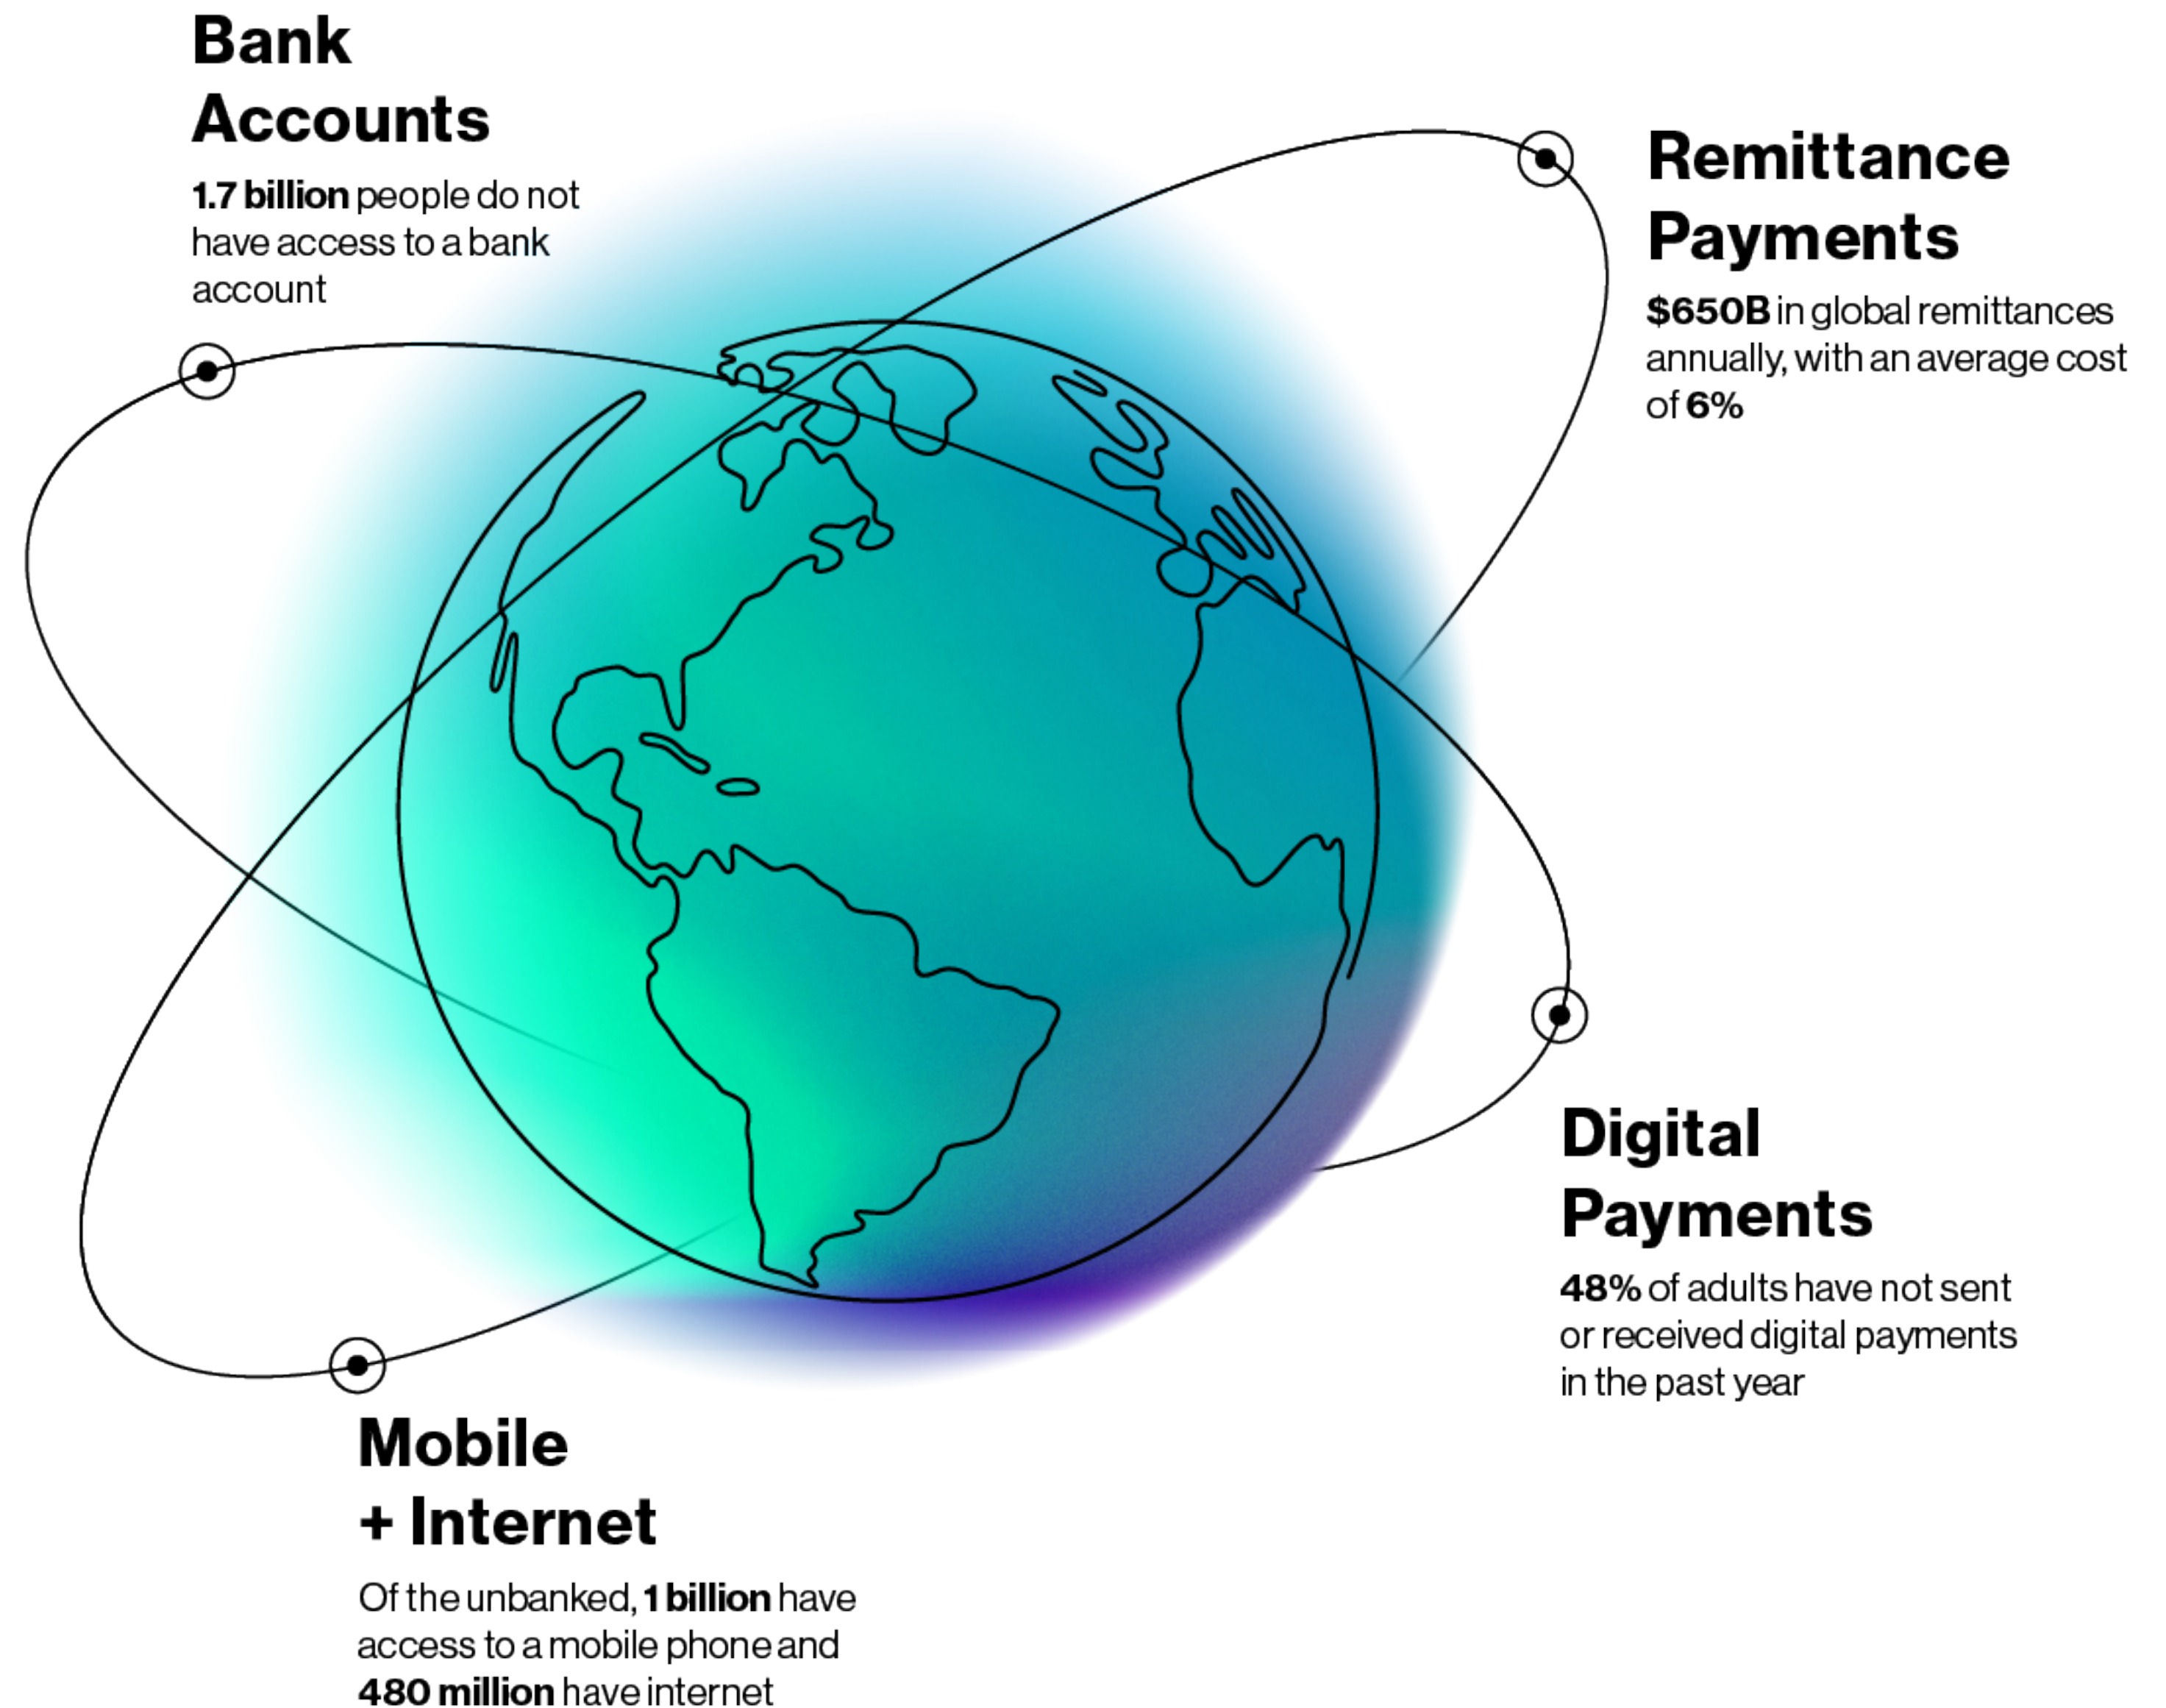 Bank
Accounts
1.7 billion people do not
have access to a bank
account
Remittance
Payments
$650B in global remittances
annually, with an average cost
of 6%
Digital
Payments
48% of adults have not sent
or received digital payments
in the past year
Mobile
+ Internet
Of the unbanked, 1 billion have
access to a mobile phone and
480 million have internet